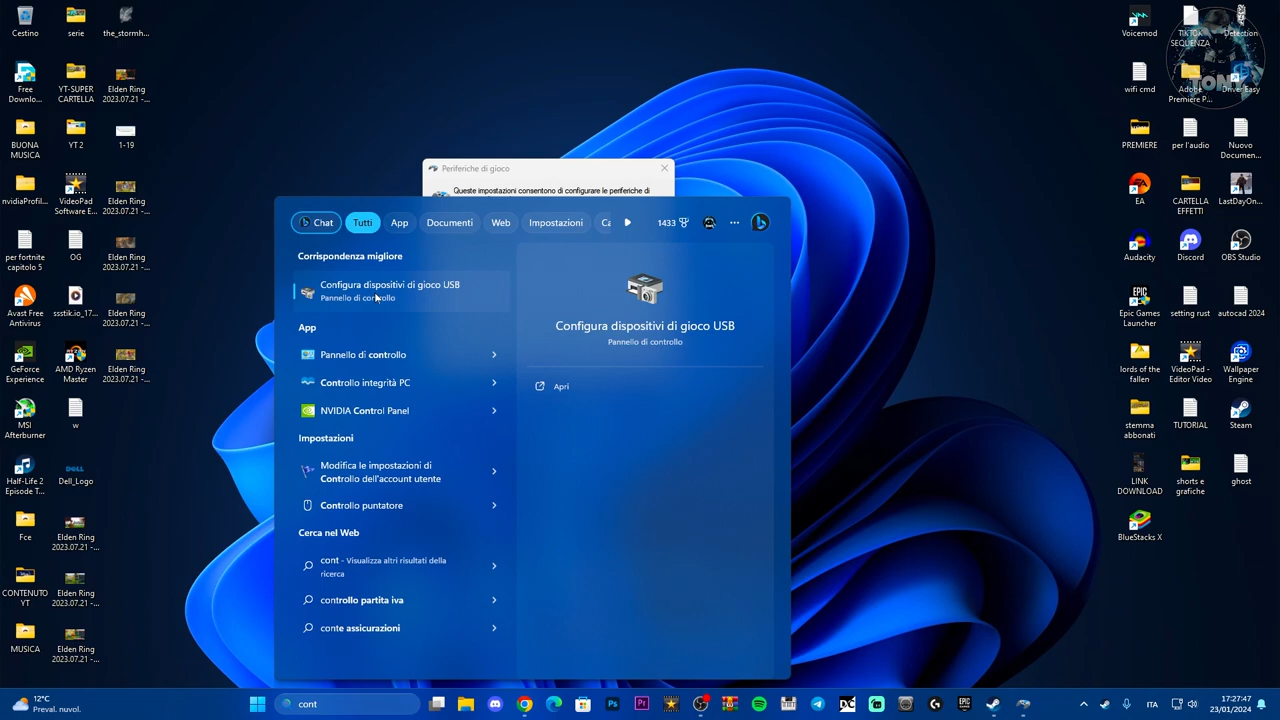 Cestino
serie
the_stormh...
Free
Downlo...
YT-SUPER
CARTELLA
Elden Ring
2023.07.21 -...
BUONA
MUSICA
YT 2
1-19
nvidiaProfil...
VideoPad
Software E...
Elden Ring
2023.07.21 -...
per fortnite
capitolo 5
OG
Elden Ring
2023.07.21 -...
Avast Free
Antivirus
ssstik.io_17...
Elden Ring
2023.07.21 -...
GeForce
Experience
AMD Ryzen
Master
Elden Ring
2023.07.21 -...
MSI
Afterburner
w
Half-Life 2
Episode T...
DELL
Dell_Logo
Fce
Elden Ring
2023.07.21 -...
CONTENUTO
YT
Elden Ring
2023.07.21 -...
MUSICA
Elden Ring
2023.07.21 -...
Periferiche di gioco
Queste impostazioni consentono di configurare le periferiche di
Chat
Tutti
App
Documenti
Web
Impostazioni
Ca
1433
Corrispondenza migliore
Configura dispositivi di gioco USB
Pannello di controllo
App
Pannello di controllo
Controllo integrità PC
NVIDIA Control Panel
Impostazioni
Modifica le impostazioni di
Controllo dell'account utente
Controllo puntatore
Cerca nel Web
cont - Visualizza altri risultati della
ricerca
controllo partita iva
conte assicurazioni
Configura dispositivi di gioco USB
Pannello di controllo
Apri
Voicemod
TIKTOK
SEQUENZA
Detection
TONY
wifi cmd
Adobe
Premiere P...
Driver Easy
PREMIERE
per l'audio
Nuovo
Documen...
EA
CARTELLA
EFFETTI
LastDayOn...
Audacity
Discord
OBS Studio
Epic Games
Launcher
setting rust
autocad 2024
lords of the
fallen
VideoPad -
Editor Video
Wallpaper
Engine
stemma
abbonati
TUTORIAL
Steam
LINK
DOWNLOAD
shorts e
grafiche
ghost
BlueStacks X
12°C
Preval. nuvol.
cont
17:27:47
23/01/2024